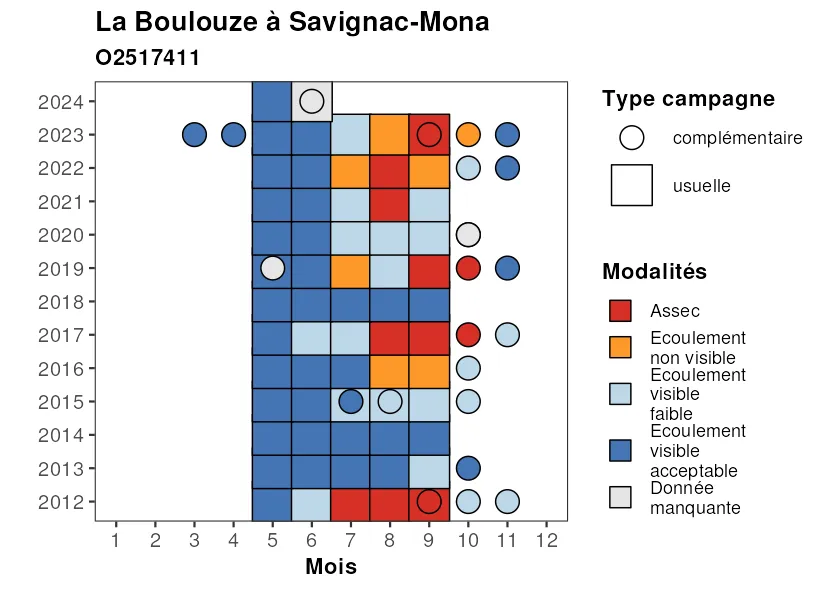 La Boulouze à Savignac-Mona
O2517411
2024
2023
2022
2021
2020
2019
2018
2017
2016
2015
2014
2013
2012
1 2 3 4 5 6 7 8 9 10 11 12
Mois
Type campagne
complémentaire
usuelle
Modalités
Assec
Ecoulement
non visible
Ecoulement
visible
faible
Ecoulement
visible
acceptable
Donnée
manquante